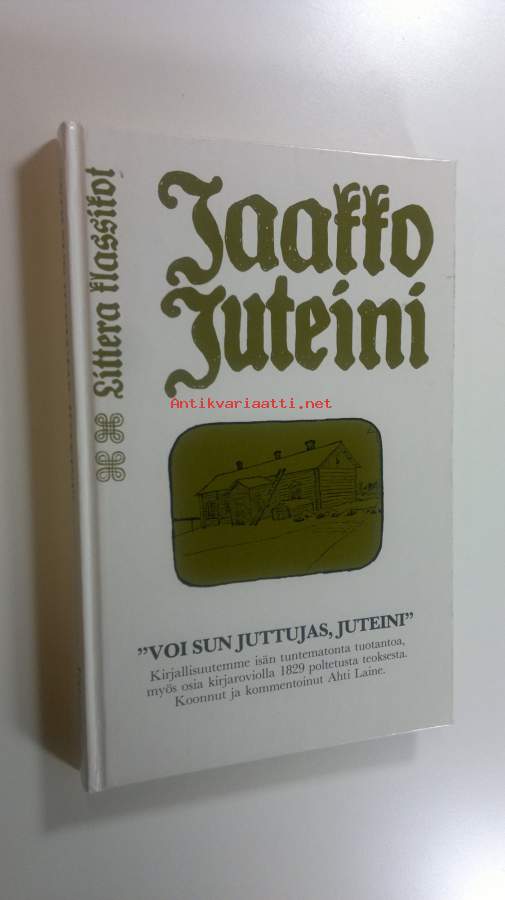 Littera klassikot
Jaakko
Juteini
Antikvariaatti.net
”VOI SUN JUTTUJAS, JUTEINI”
Kirjallisuutemme isän tuntematonta tuotantoa,
myös osia kirjaroviolla 1829 poltetusta teoksesta.
Koonnut ja kommentoinut Ahti Laine.